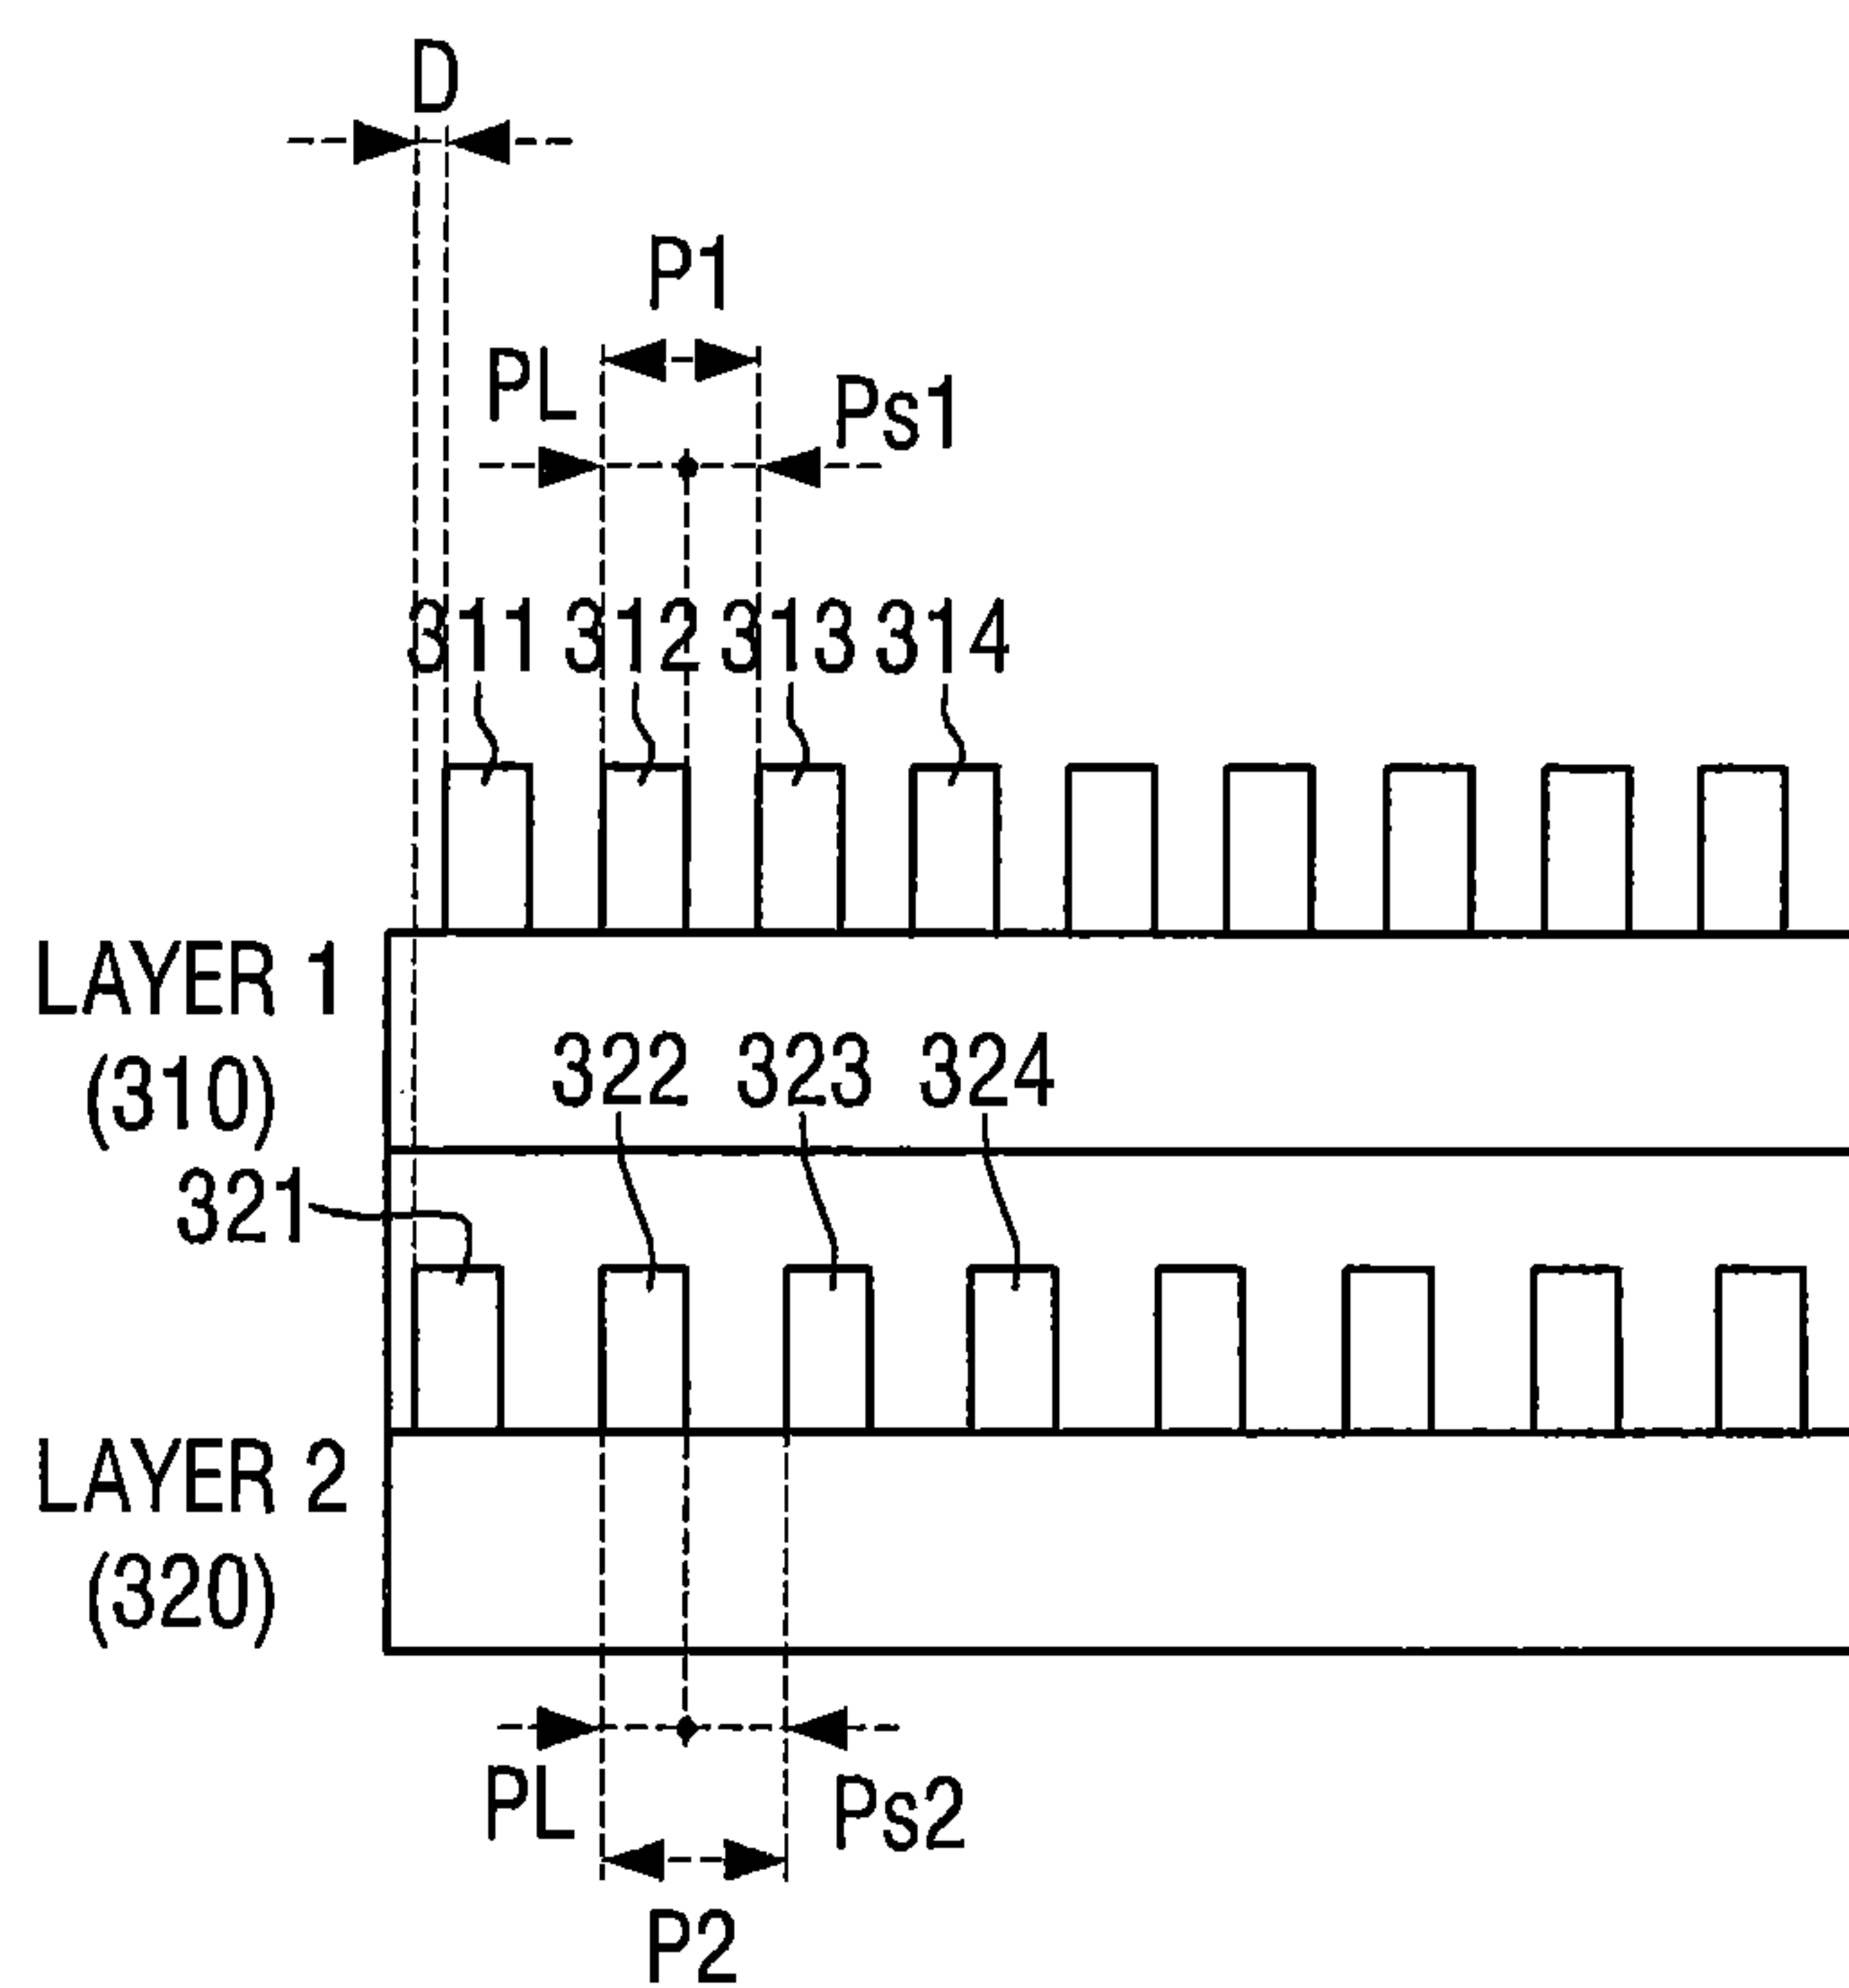 D
P1
PL
Ps1
311 312 313 314
LAYER 1
(310)
322 323 324
321
LAYER 2
(320)
PL
Ps2
P2